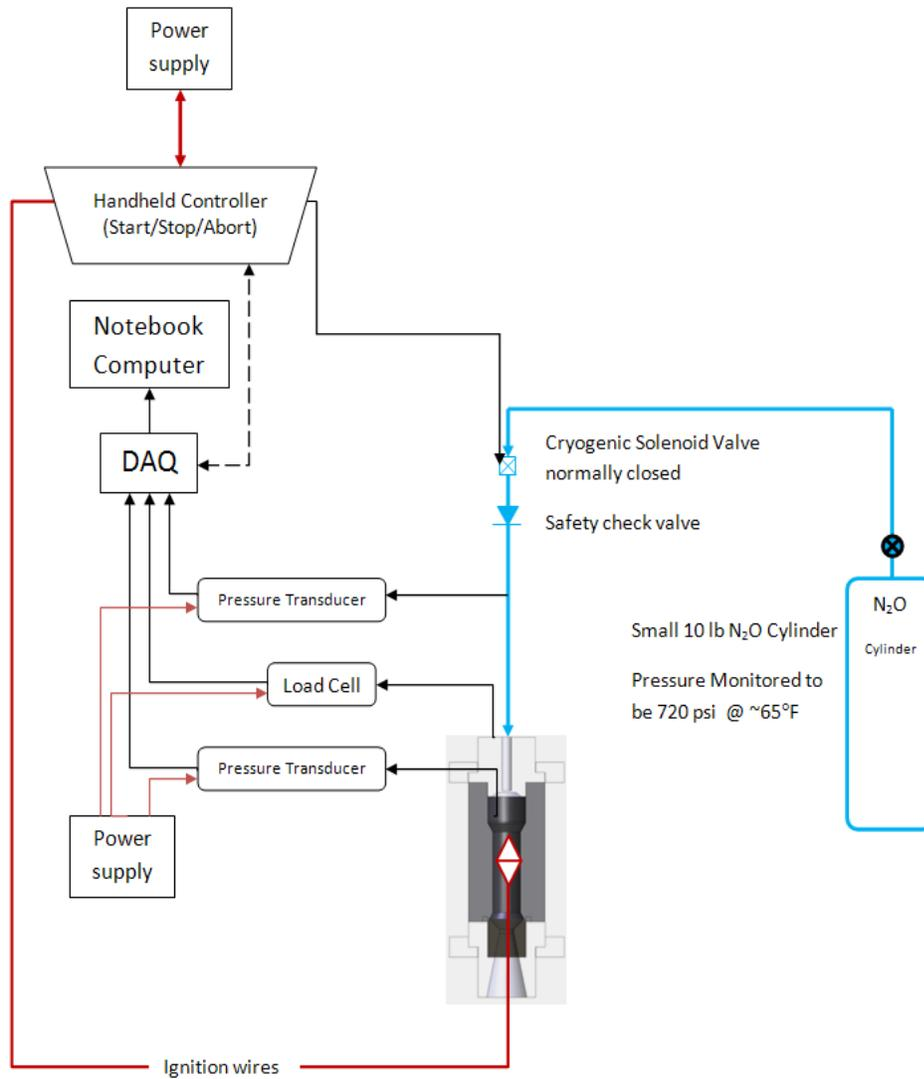 Power
supply
Handheld Controller
(Start/Stop/Abort)
Notebook
Computer
DAQ
Cryogenic Solenoid Valve
normally closed
Safety check valve
Pressure Transducer
Load Cell
Pressure Transducer
Power
supply
N₂O
Cylinder
Small 10 lb N₂O Cylinder
Pressure Monitored to
be 720 psi @ ~65°F
Ignition wires